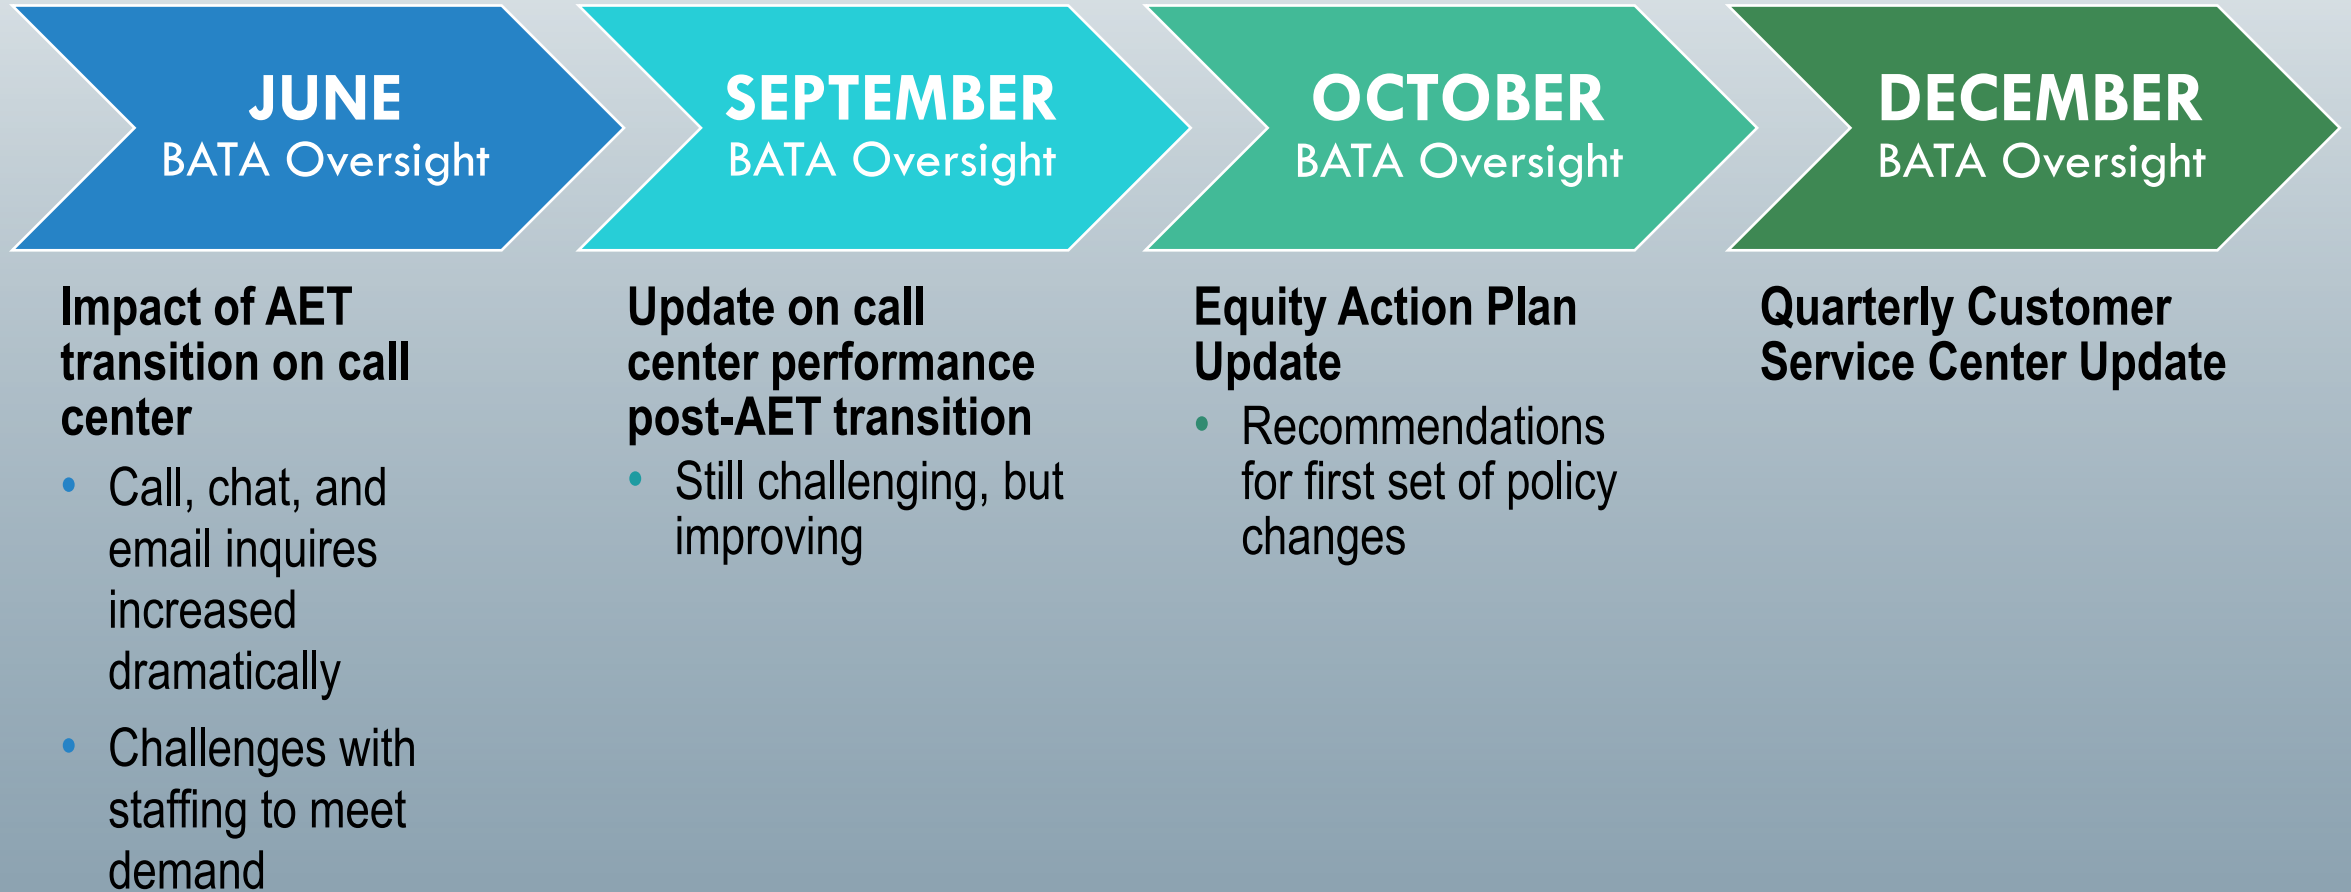 JUNE
BATA Oversight
Impact of AET
transition on call
center
• Call, chat, and
email inquires
increased
dramatically
• Challenges with
staffing to meet
demand
SEPTEMBER
BATA Oversight
Update on call
center performance
post-AET transition
• Still challenging, but
improving
OCTOBER
BATA Oversight
Equity Action Plan
Update
• Recommendations
for first set of policy
changes
DECEMBER
BATA Oversight
Quarterly Customer
Service Center Update